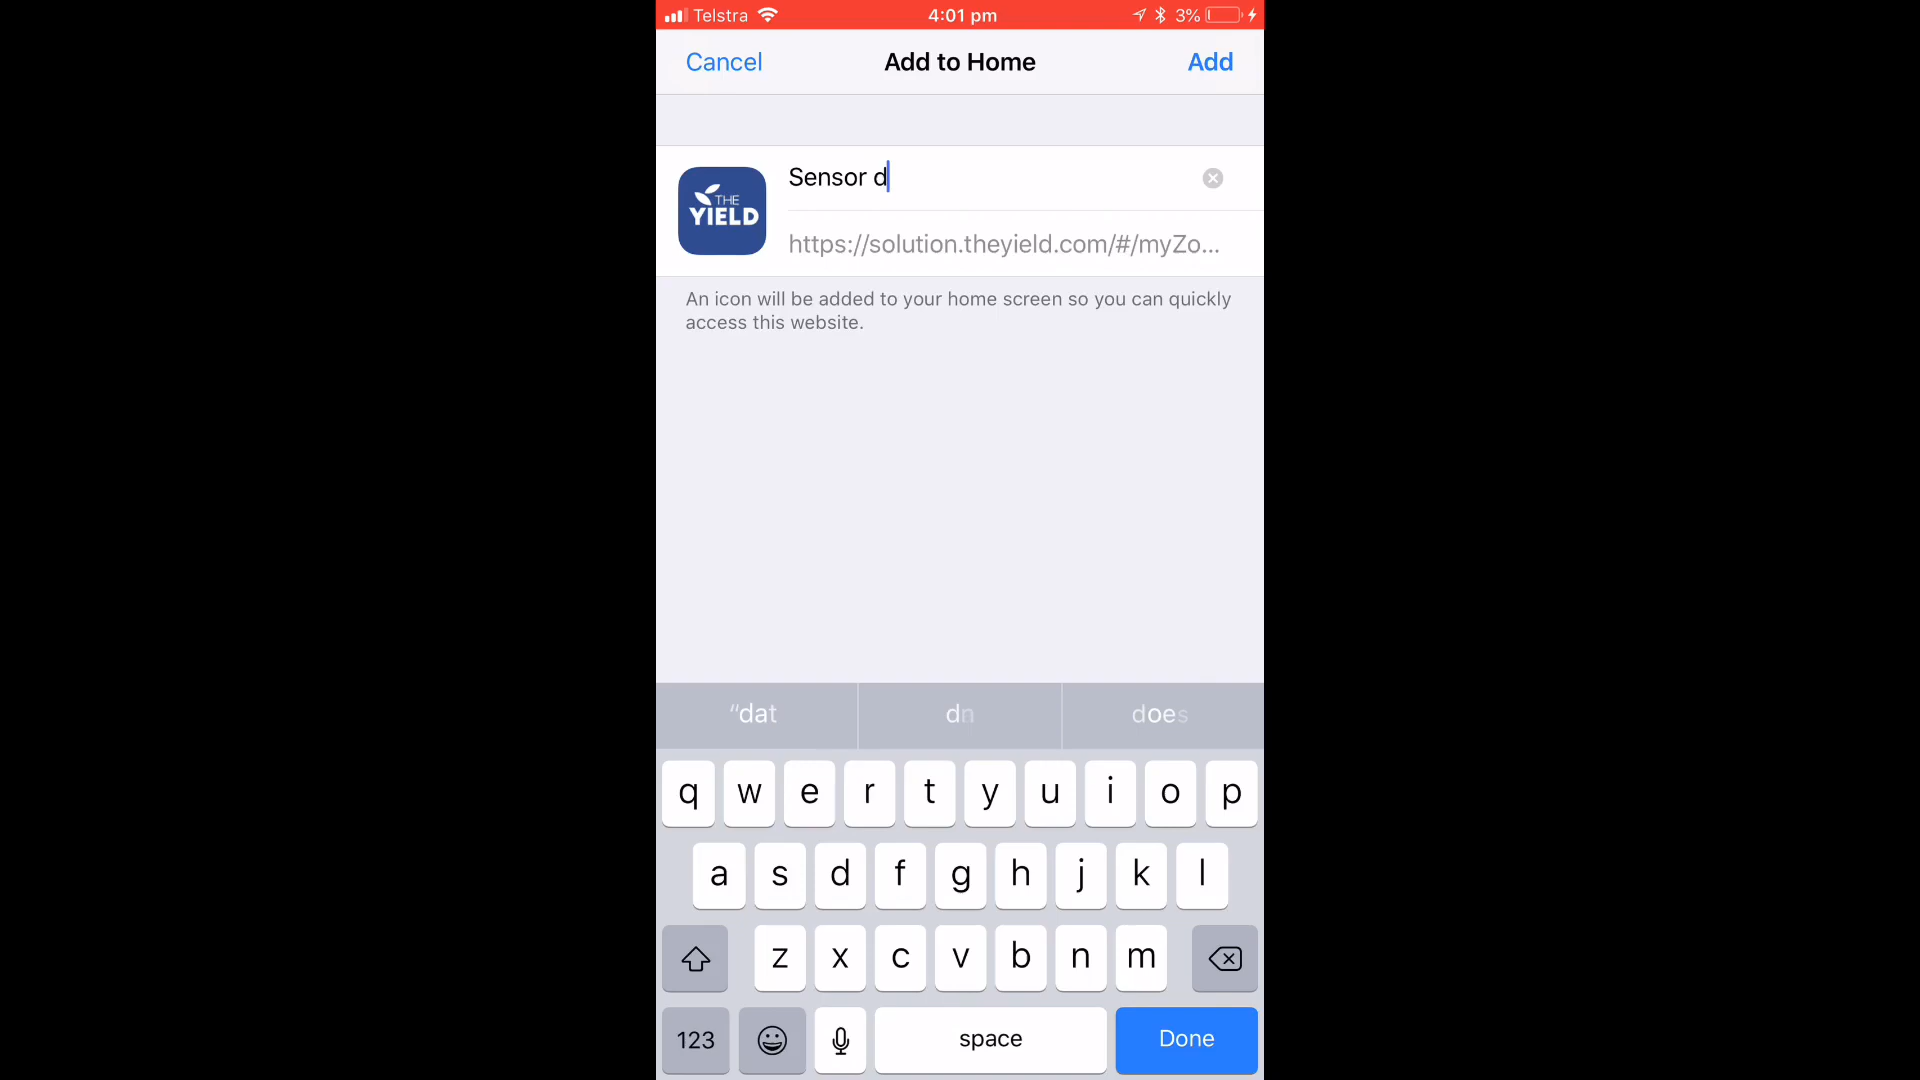 Telstra 4:01 pm 3%
Cancel Add to Home Add
Sensor d
THE
YIELD
https://solution.theyield.com/#/myZo...
An icon will be added to your home screen so you can quickly
access this website.
“dat dn does
q w e r t y u i o p
a s d f g h j k l
z x c v b n m
123 space Done